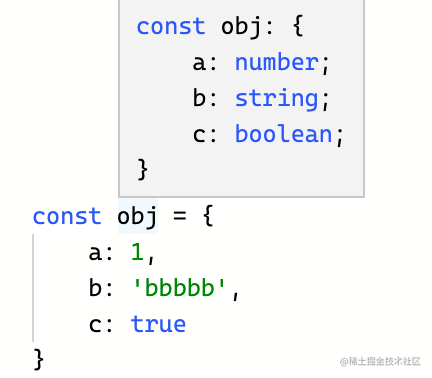 const obj: {
    a: number;
    b: string;
    c: boolean;
}
const obj = {
    a: 1,
    b: 'bbbbb',
    c: true
}
@稀土掘金技术社区